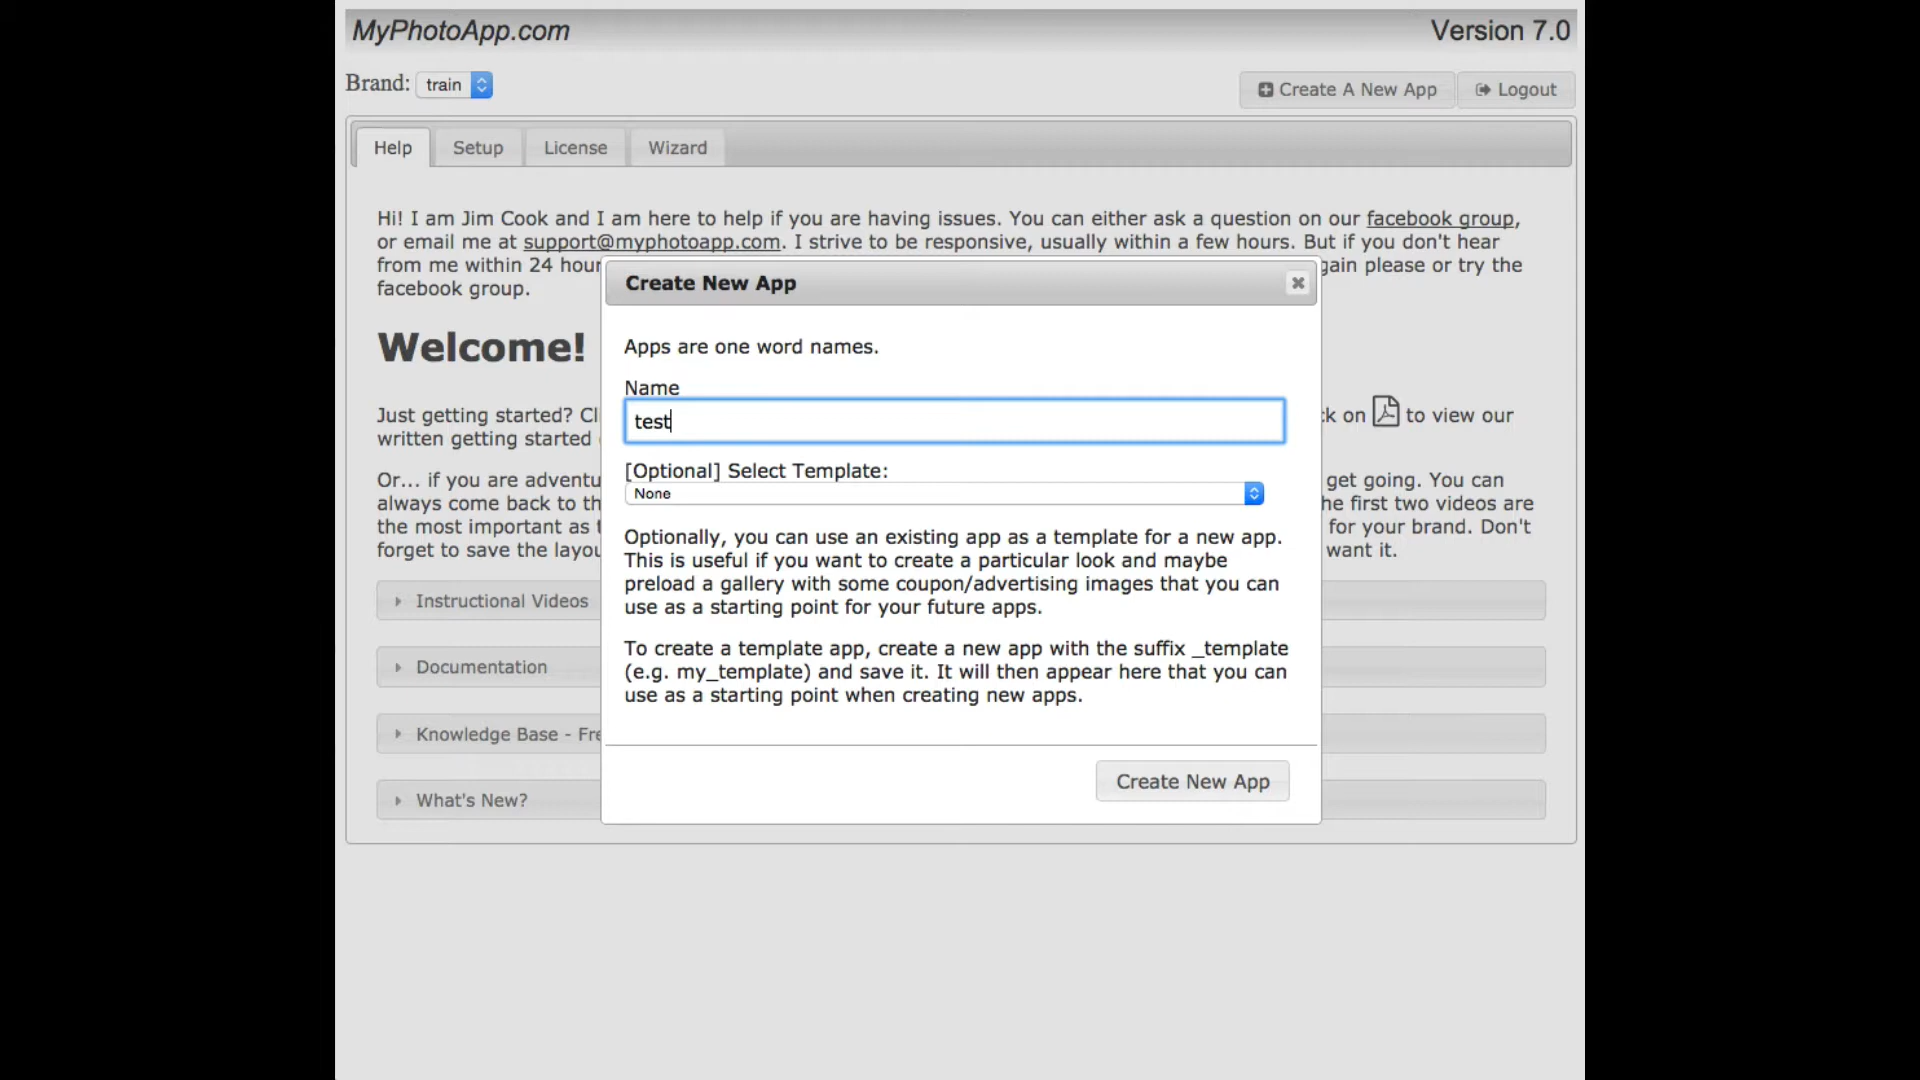 MyPhotoApp.com
Version 7.0
Brand: train
Create A New App
Logout
Help
Setup
License
Wizard
Hi! I am Jim Cook and I am here to help if you are having issues. You can either ask a question on our facebook group,
or email me at support@myphotoapp.com. I strive to be responsive, usually within a few hours. But if you don't hear
from me within 24 hour
gain please or try the
facebook group.
Create New App
Welcome!
Apps are one word names.
Name
test
Just getting started? Cl
k on to view our
written getting started
[Optional] Select Template:
None
Or... if you are adventu
get going. You can
always come back to th
he first two videos are
the most important as t
for your brand. Don't
forget to save the layou
want it.
Optionally, you can use an existing app as a template for a new app.
This is useful if you want to create a particular look and maybe
preload a gallery with some coupon/advertising images that you can
use as a starting point for your future apps.
Instructional Videos
To create a template app, create a new app with the suffix _template
(e.g. my_template) and save it. It will then appear here that you can
use as a starting point when creating new apps.
Documentation
Knowledge Base - Fre
Create New App
What's New?